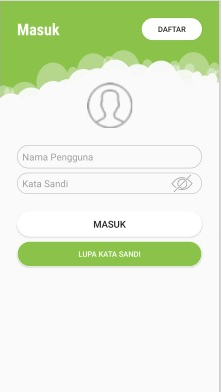 Masuk
DAFTAR
Nama Pengguna
Kata Sandi
MASUK
LUPA KATA SANDI